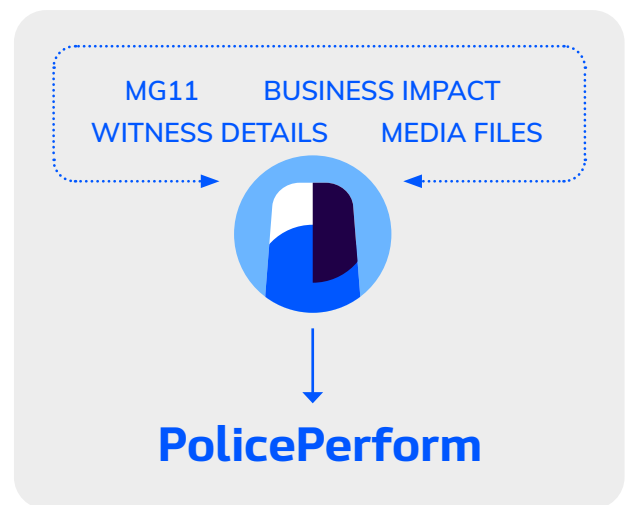 MG11 BUSINESS IMPACT
WITNESS DETAILS MEDIA FILES
PolicePerform